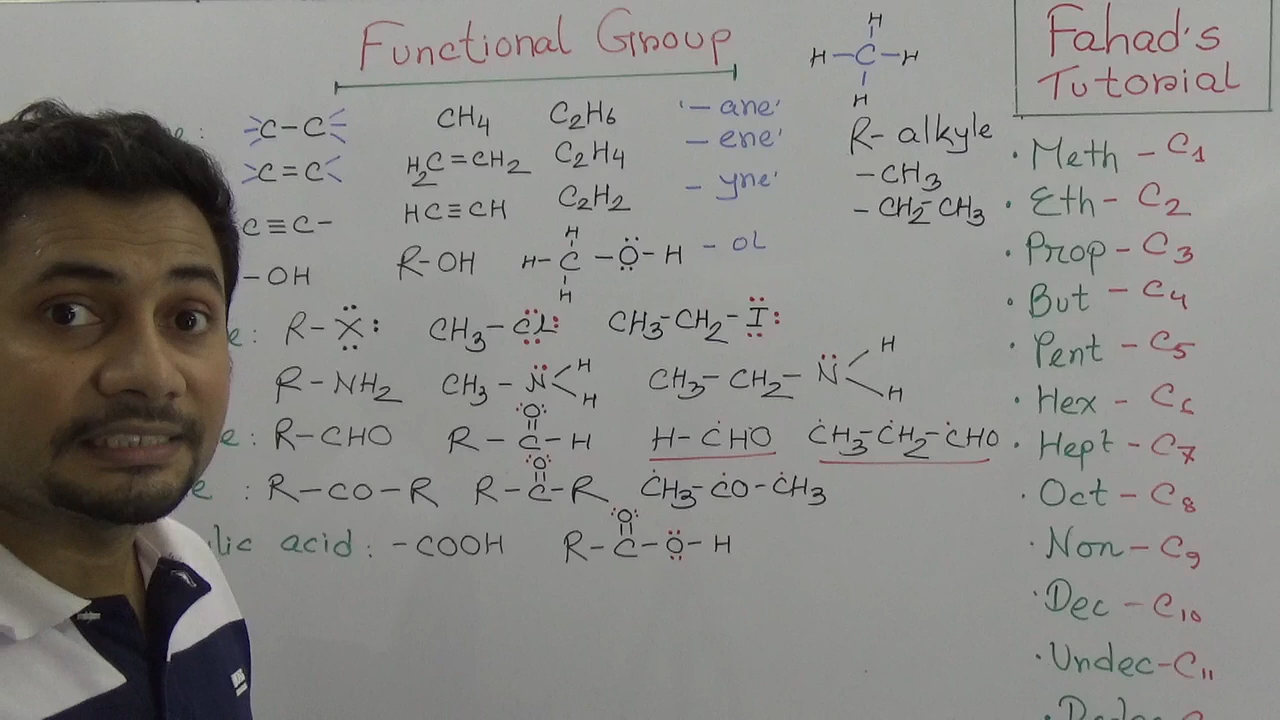 Functional Group
e: >C-C< CH4 C2H6 '-ane'
>C=C< H2C=CH2 C2H4 -ene'
C≡C- HC≡CH C2H2 - yne'
-OH R-OH H-C-O-H - OL
H
H
e: R-X: CH3-Cl: CH3-CH2-I:
R-NH2 CH3-N<H H CH3-CH2-N H H
e: R-CHO R-C-H H-CHO CH3-CH2-CHO
O
e: R-CO-R R-C-R CH3-CO-CH3
O
lic acid: -COOH R-C-O-H
O
H
H-C-H
H
R-alkyle
-CH3
-CH2-CH3
Fahad's
Tutorial
· Meth - C1
· Eth - C2
· Prop - C3
· But - C4
· Pent - C5
· Hex - C6
· Hept - C7
· Oct - C8
· Non - C9
· Dec - C10
· Undec-C11